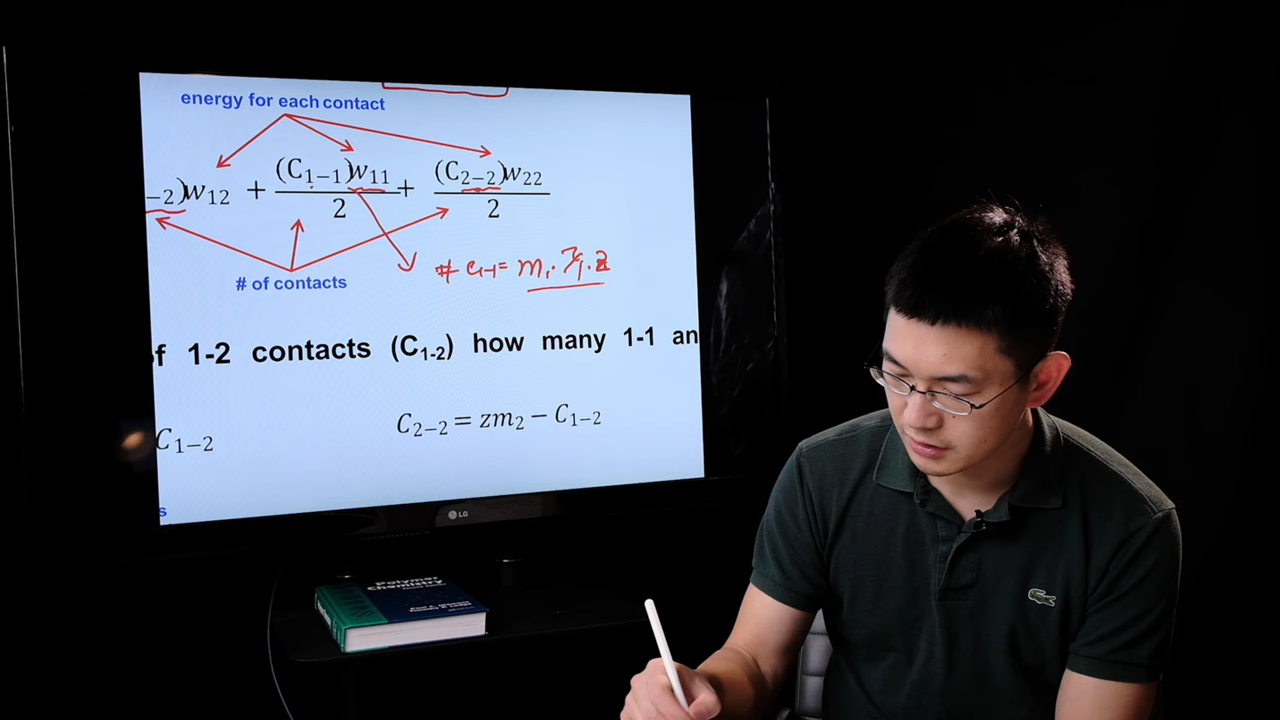 energy for each contact
−2)w12 + (C1−1)w11/2 + (C2−2)w22/2
# of contacts
# C1-1 = m1.
f 1-2 contacts (C1-2) how many 1-1 an
C1−2
C2−2 = zm2 − C1−2
s
LG
Polymer
Chemistry